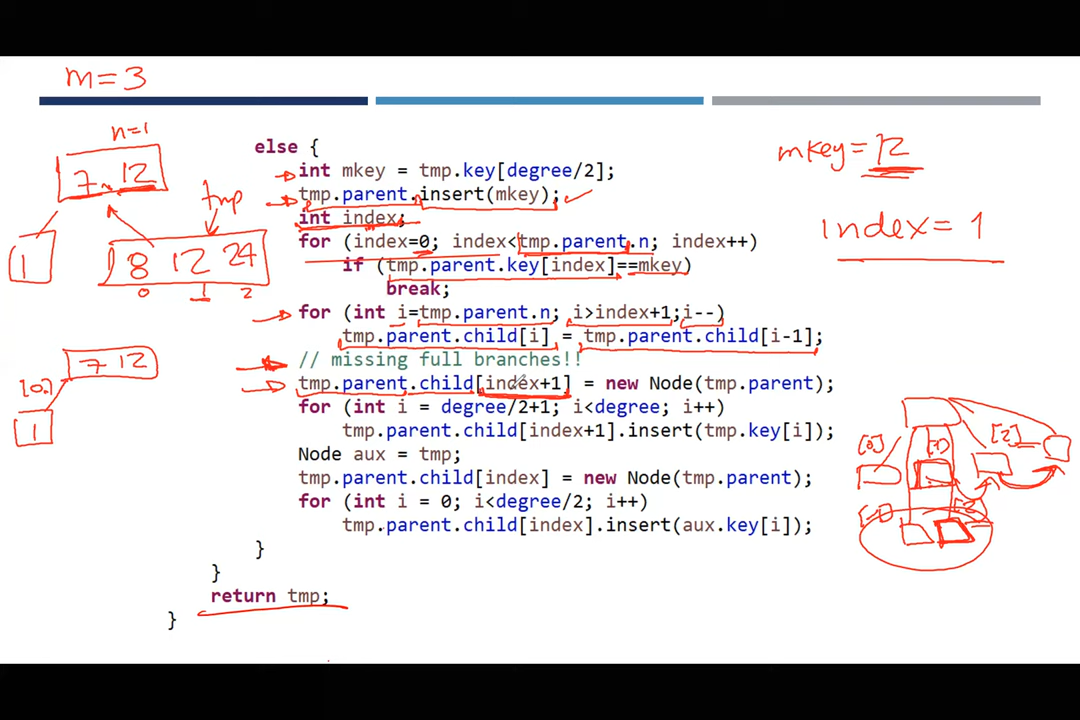 m=3
n=1
7 12
tmp
1
8 12 24
0 1 2
7 12
[0]
1
else {
int mkey = tmp.key[degree/2];
tmp.parent.insert(mkey);
int index;
for (index=0; index<tmp.parent.n; index++)
if (tmp.parent.key[index]==mkey)
break;
for (int i=tmp.parent.n; i>index+1;i--)
tmp.parent.child[i] = tmp.parent.child[i-1];
// missing full branches!!
tmp.parent.child[index+1] = new Node(tmp.parent);
for (int i = degree/2+1; i<degree; i++)
tmp.parent.child[index+1].insert(tmp.key[i]);
Node aux = tmp;
tmp.parent.child[index] = new Node(tmp.parent);
for (int i = 0; i<degree/2; i++)
tmp.parent.child[index].insert(aux.key[i]);
}
}
return tmp;
}
mkey=12
index=1
[0] [1] [2]